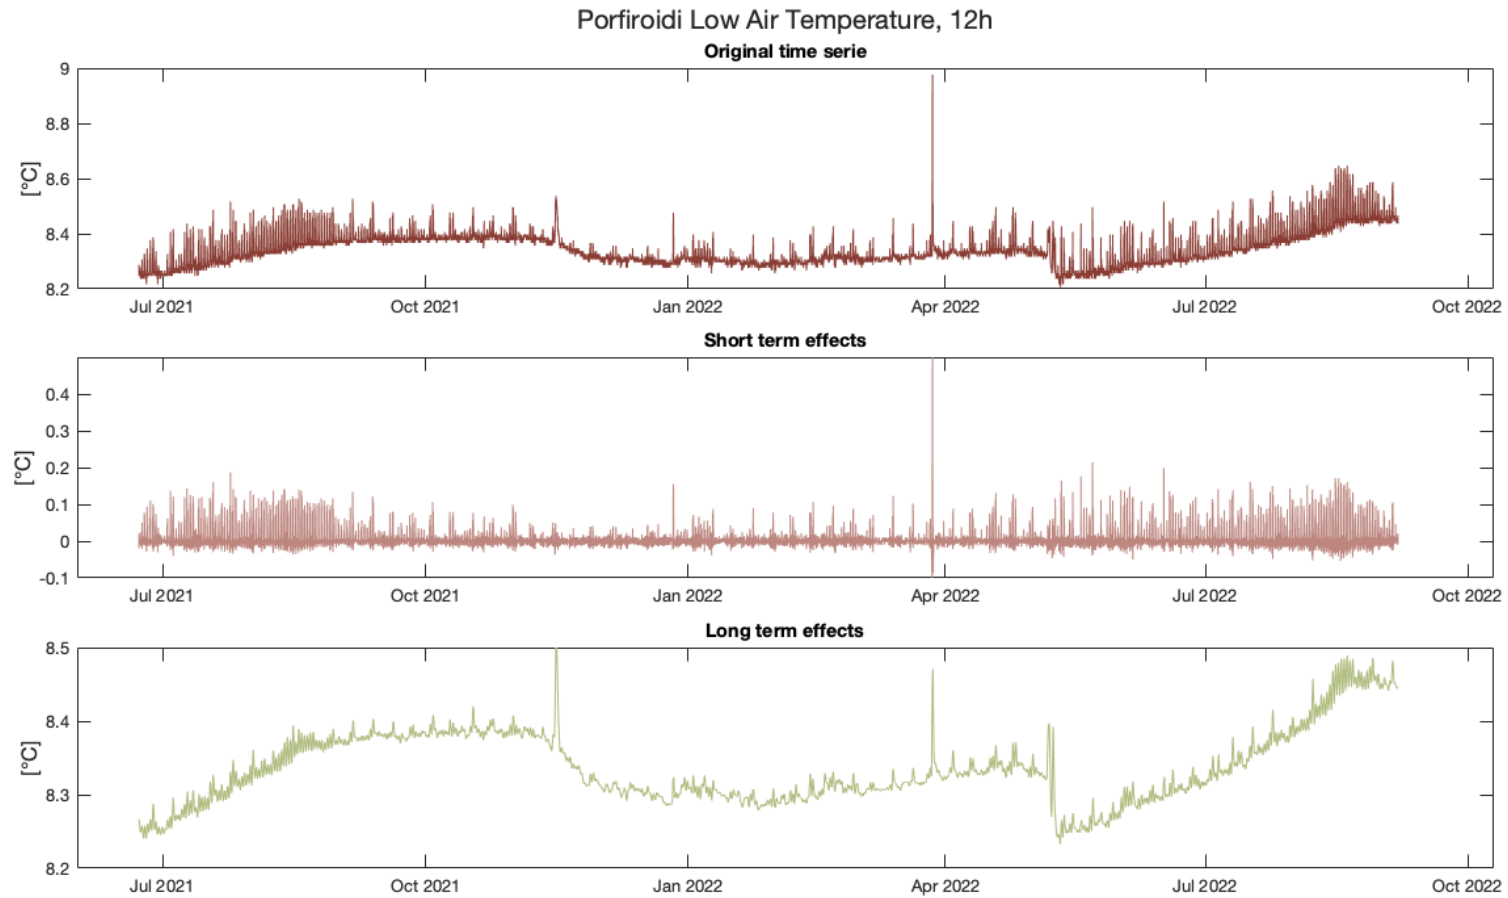 Porfiroidi Low Air Temperature, 12h
Original time serie
9
8.8
8.6
8.4
8.2
[°C]
Jul 2021 Oct 2021 Jan 2022 Apr 2022 Jul 2022 Oct 2022
Short term effects
0.4
0.3
0.2
0.1
0
-0.1
[°C]
Jul 2021 Oct 2021 Jan 2022 Apr 2022 Jul 2022 Oct 2022
Long term effects
8.5
8.4
8.3
8.2
[°C]
Jul 2021 Oct 2021 Jan 2022 Apr 2022 Jul 2022 Oct 2022